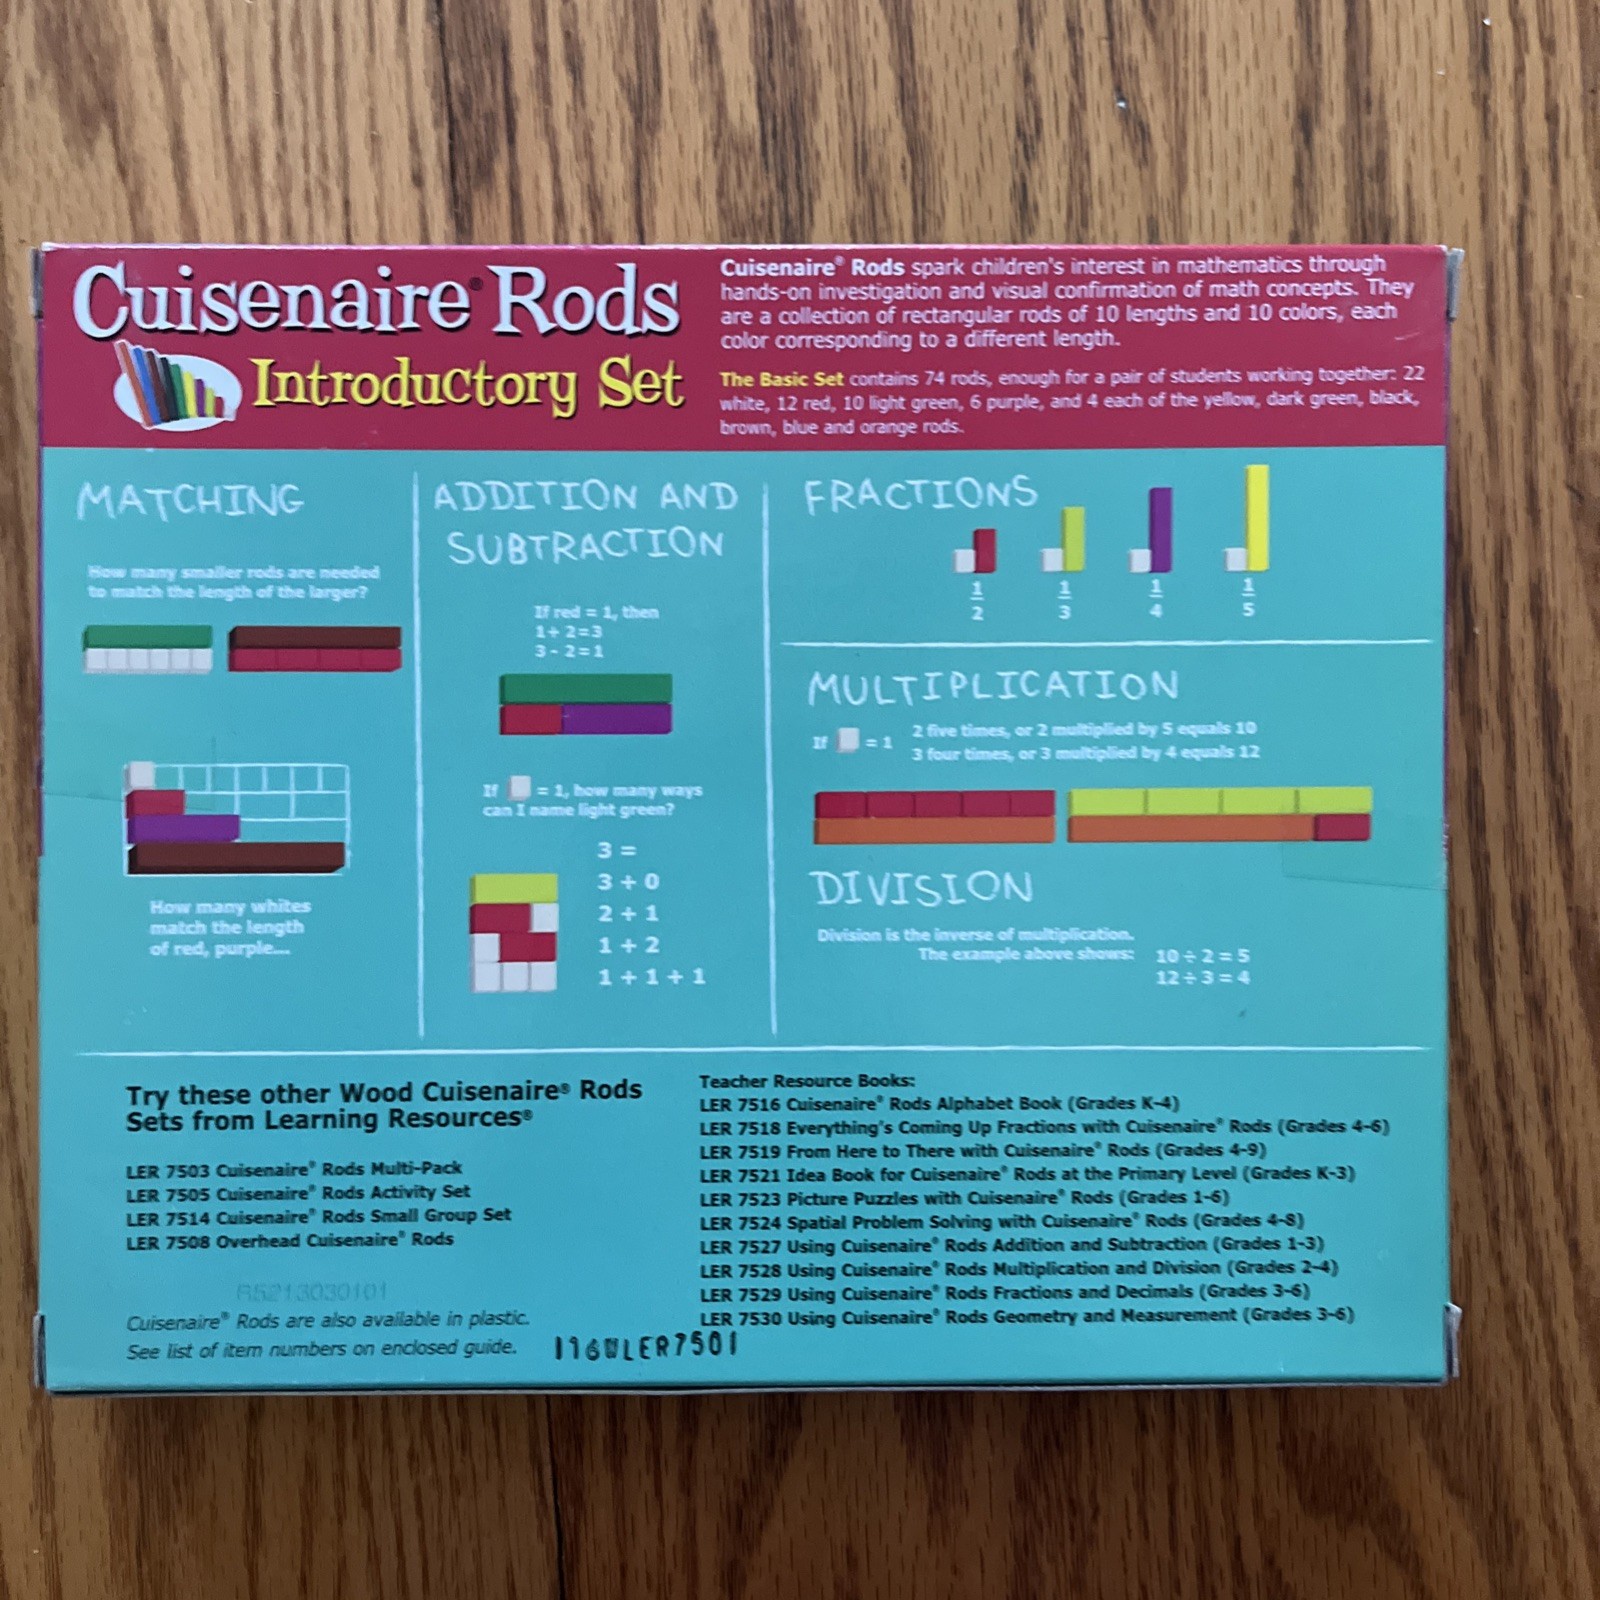 Cuisenaire® Rods
Introductory Set
Cuisenaire® Rods spark children's interest in mathematics through
hands-on investigation and visual confirmation of math concepts. They
are a collection of rectangular rods of 10 lengths and 10 colors, each
color corresponding to a different length.
The Basic Set contains 74 rods, enough for a pair of students working together: 22
white, 12 red, 10 light green, 6 purple, and 4 each of the yellow, dark green, black,
brown, blue and orange rods.
MATCHING
How many smaller rods are needed
to match the length of the larger?
How many whites
match the length
of red, purple...
ADDITION AND
SUBTRACTION
If red = 1, then
1+ 2=3
3 - 2=1
If = 1, how many ways
can I name light green?
3 =
3 + 0
2 + 1
1 + 2
1 + 1 + 1
FRACTIONS
1/2 1/3 1/4 1/5
MULTIPLICATION
If = 1
2 five times, or 2 multiplied by 5 equals 10
3 four times, or 3 multiplied by 4 equals 12
DIVISION
Division is the inverse of multiplication.
The example above shows: 10 ÷ 2 = 5
12 ÷ 3 = 4
Try these other Wood Cuisenaire® Rods
Sets from Learning Resources®
LER 7503 Cuisenaire® Rods Multi-Pack
LER 7505 Cuisenaire® Rods Activity Set
LER 7514 Cuisenaire® Rods Small Group Set
LER 7508 Overhead Cuisenaire® Rods
Cuisenaire® Rods are also available in plastic.
See list of item numbers on enclosed guide.
Teacher Resource Books:
LER 7516 Cuisenaire® Rods Alphabet Book (Grades K-4)
LER 7518 Everything's Coming Up Fractions with Cuisenaire® Rods (Grades 4-6)
LER 7519 From Here to There with Cuisenaire® Rods (Grades 4-9)
LER 7521 Idea Book for Cuisenaire® Rods at the Primary Level (Grades K-3)
LER 7523 Picture Puzzles with Cuisenaire® Rods (Grades 1-6)
LER 7524 Spatial Problem Solving with Cuisenaire® Rods (Grades 4-8)
LER 7527 Using Cuisenaire® Rods Addition and Subtraction (Grades 1-3)
LER 7528 Using Cuisenaire® Rods Multiplication and Division (Grades 2-4)
LER 7529 Using Cuisenaire® Rods Fractions and Decimals (Grades 3-6)
LER 7530 Using Cuisenaire® Rods Geometry and Measurement (Grades 3-6)